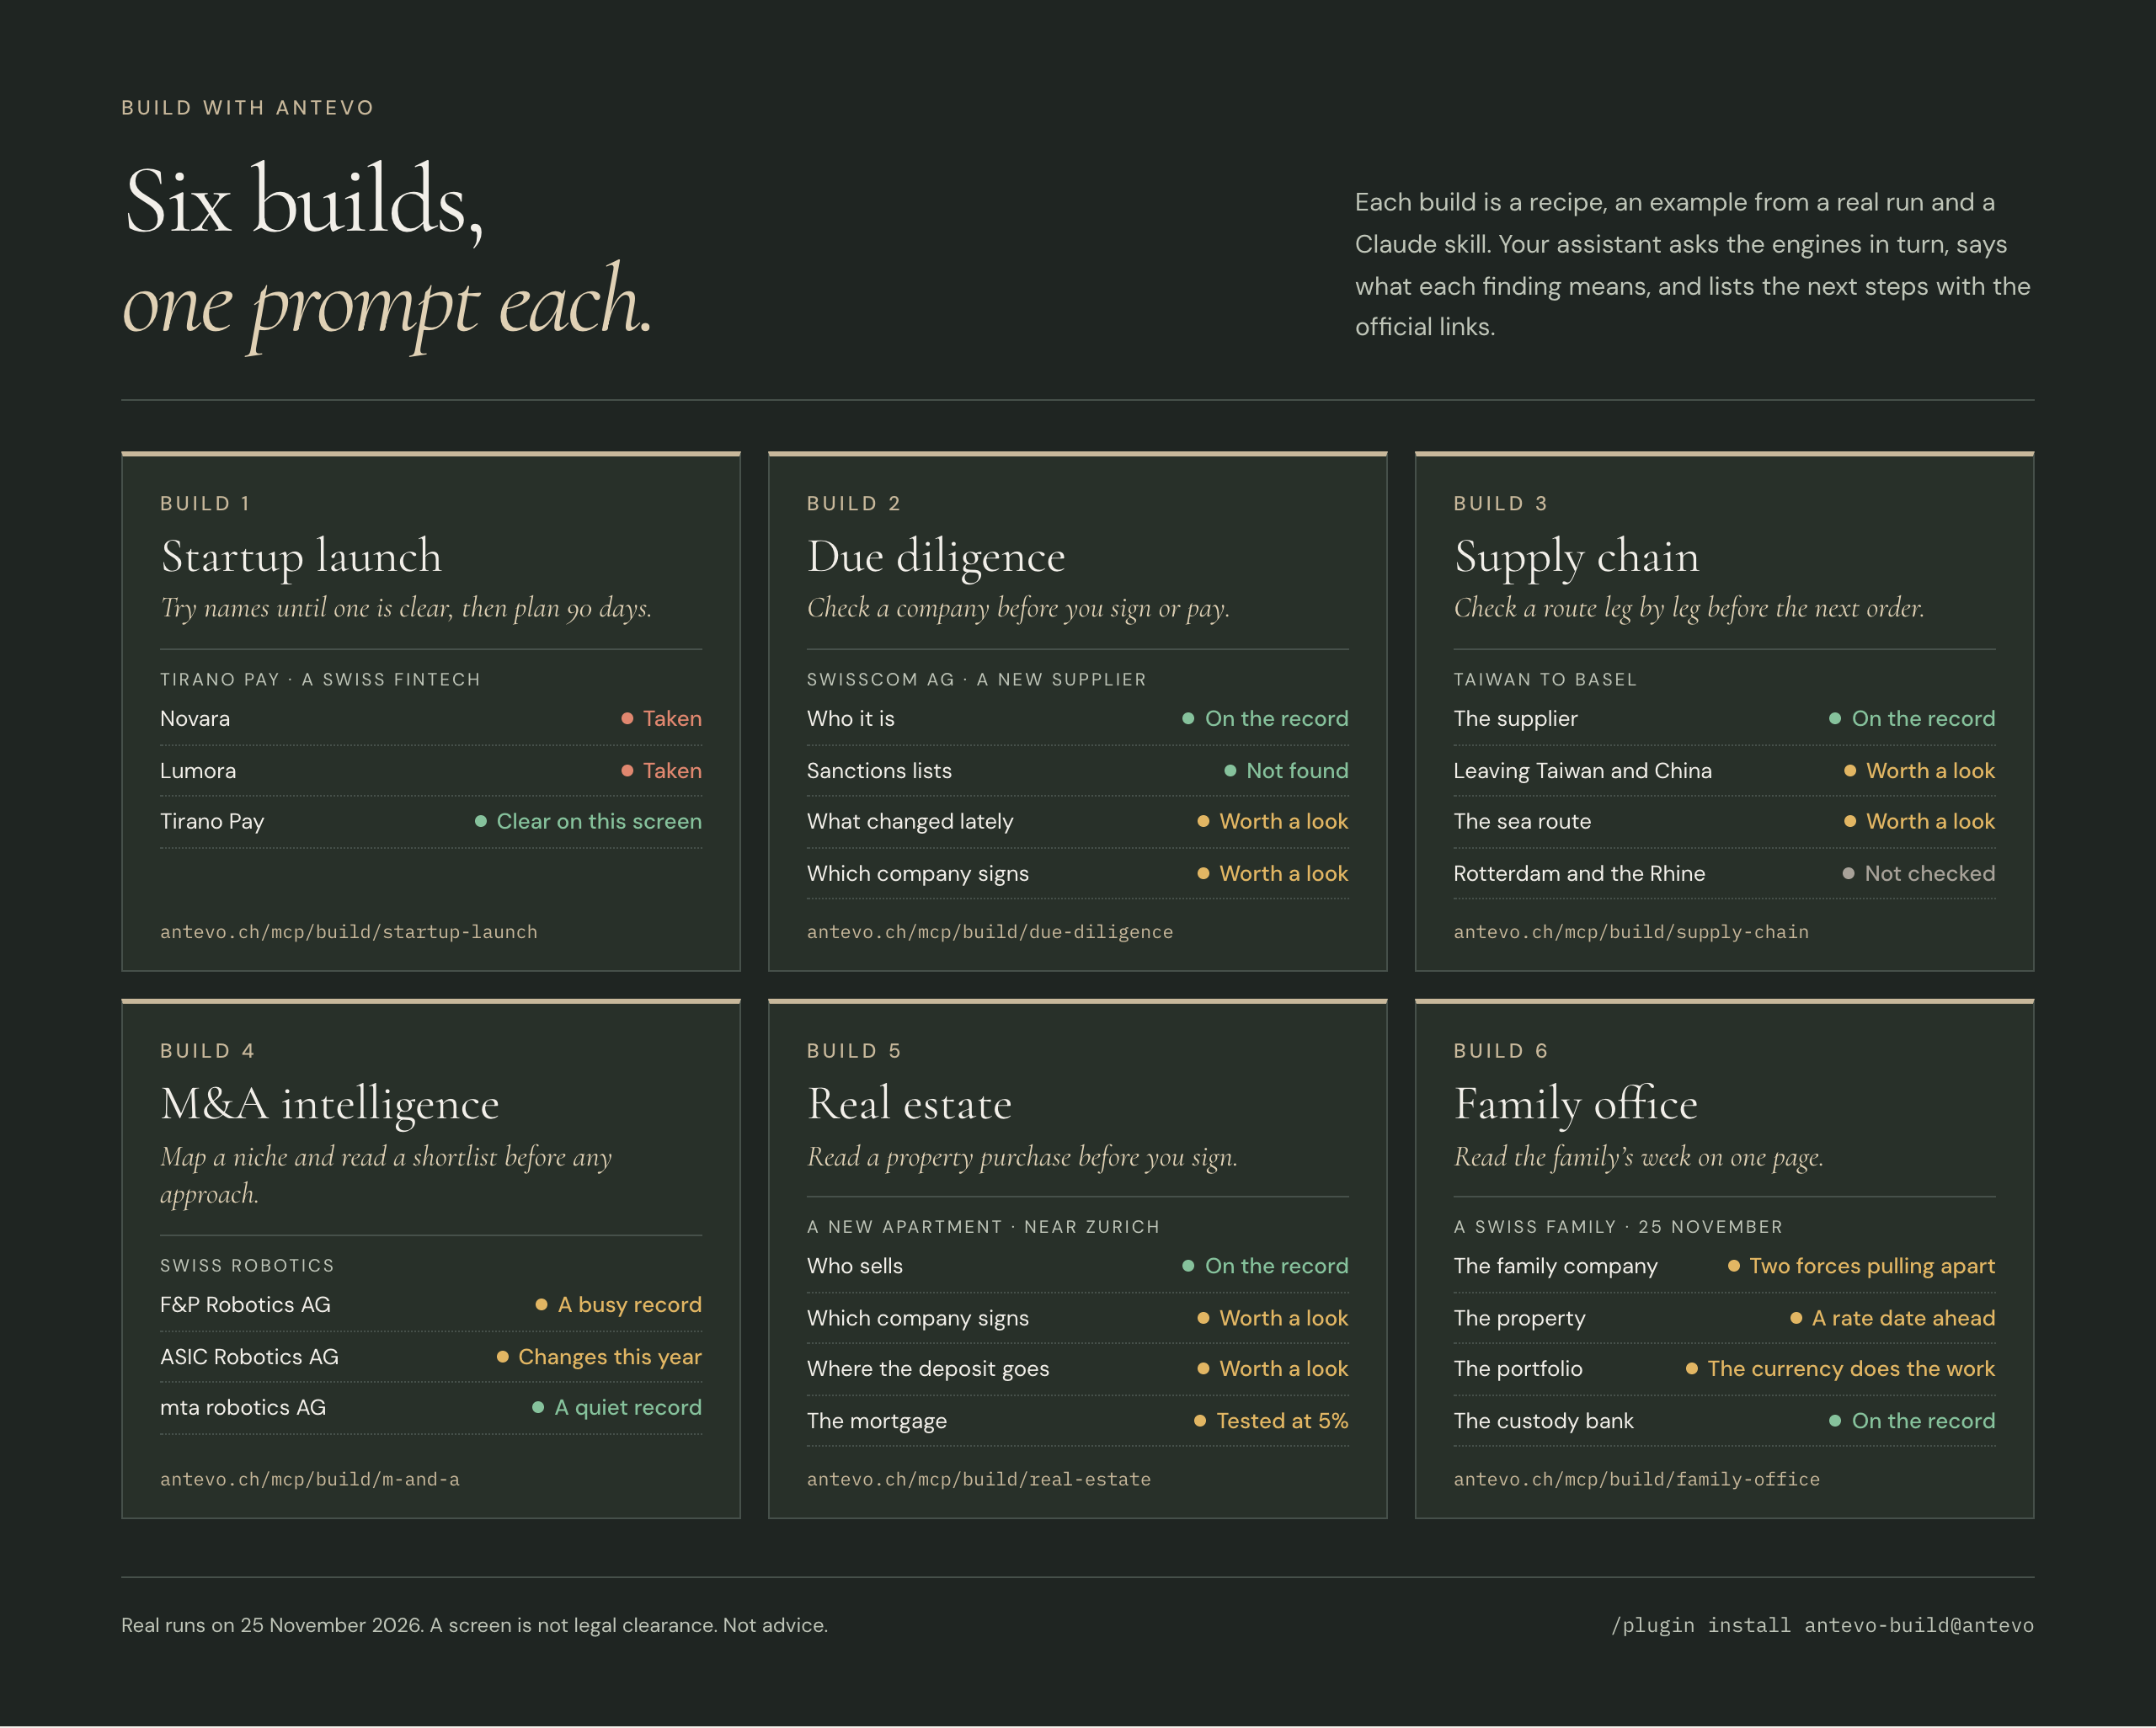 BUILD WITH ANTEVO
Six builds,
one prompt each.
Each build is a recipe, an example from a real run and a
Claude skill. Your assistant asks the engines in turn, says
what each finding means, and lists the next steps with the
official links.
BUILD 1
Startup launch
Try names until one is clear, then plan 90 days.
TIRANO PAY · A SWISS FINTECH
Novara ● Taken
Lumora ● Taken
Tirano Pay ● Clear on this screen
antevo.ch/mcp/build/startup-launch
BUILD 2
Due diligence
Check a company before you sign or pay.
SWISSCOM AG · A NEW SUPPLIER
Who it is ● On the record
Sanctions lists ● Not found
What changed lately ● Worth a look
Which company signs ● Worth a look
antevo.ch/mcp/build/due-diligence
BUILD 3
Supply chain
Check a route leg by leg before the next order.
TAIWAN TO BASEL
The supplier ● On the record
Leaving Taiwan and China ● Worth a look
The sea route ● Worth a look
Rotterdam and the Rhine ● Not checked
antevo.ch/mcp/build/supply-chain
BUILD 4
M&A intelligence
Map a niche and read a shortlist before any
approach.
SWISS ROBOTICS
F&P Robotics AG ● A busy record
ASIC Robotics AG ● Changes this year
mta robotics AG ● A quiet record
antevo.ch/mcp/build/m-and-a
BUILD 5
Real estate
Read a property purchase before you sign.
A NEW APARTMENT · NEAR ZURICH
Who sells ● On the record
Which company signs ● Worth a look
Where the deposit goes ● Worth a look
The mortgage ● Tested at 5%
antevo.ch/mcp/build/real-estate
BUILD 6
Family office
Read the family’s week on one page.
A SWISS FAMILY · 25 NOVEMBER
The family company ● Two forces pulling apart
The property ● A rate date ahead
The portfolio ● The currency does the work
The custody bank ● On the record
antevo.ch/mcp/build/family-office
Real runs on 25 November 2026. A screen is not legal clearance. Not advice.
/plugin install antevo-build@antevo